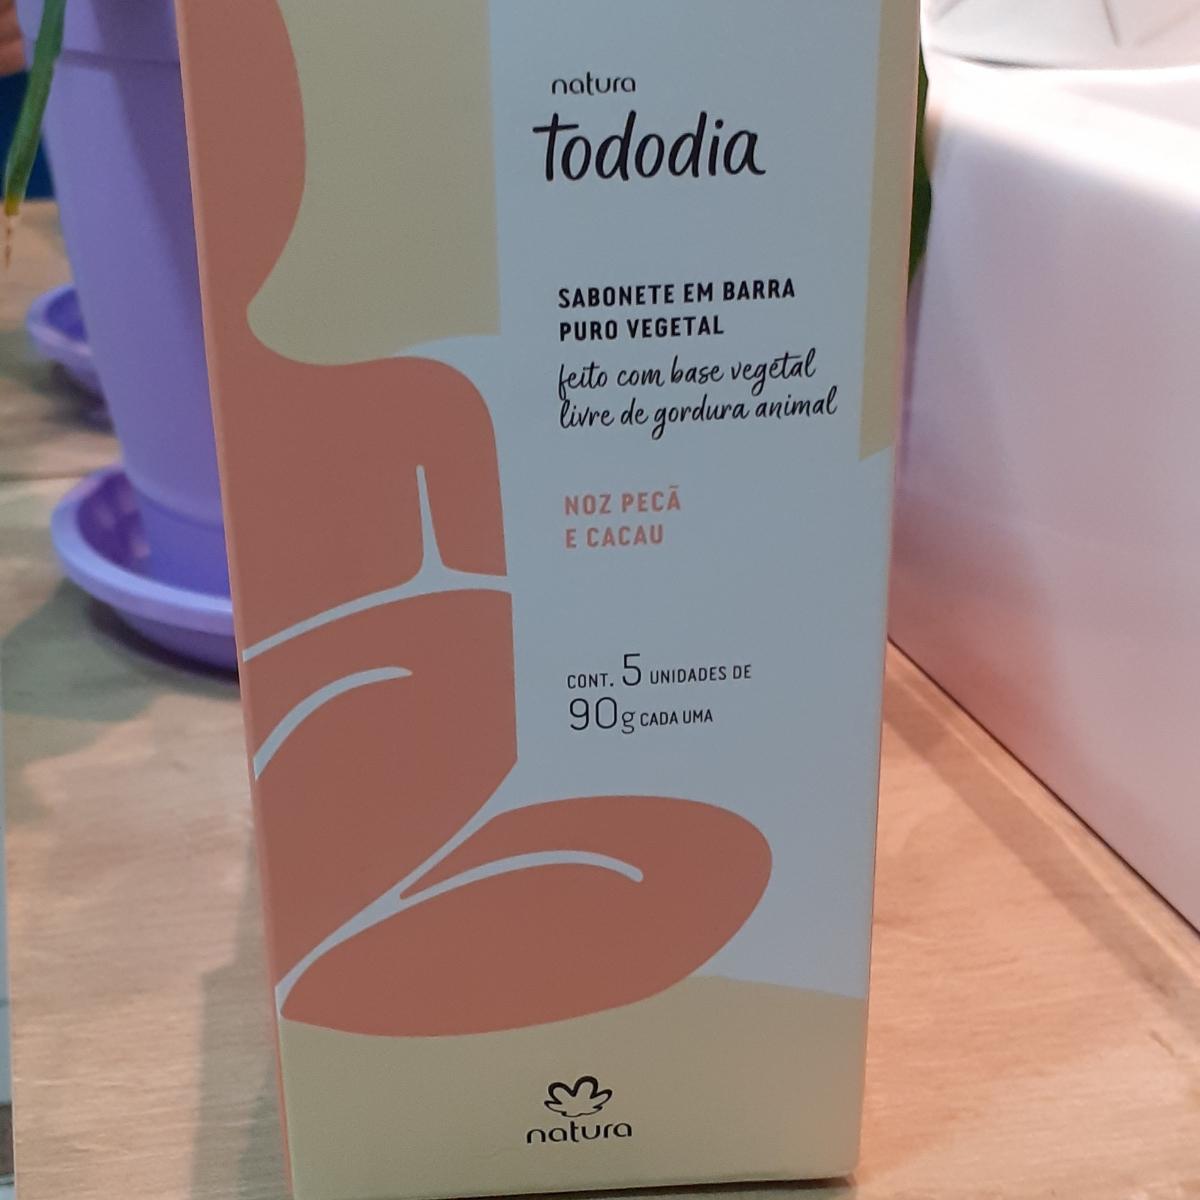 natura
tododia
SABONETE EM BARRA
PURO VEGETAL
feito com base vegetal
livre de gordura animal
NOZ PECÃ
E CACAU
CONT. 5 UNIDADES DE
90g CADA UMA
natura